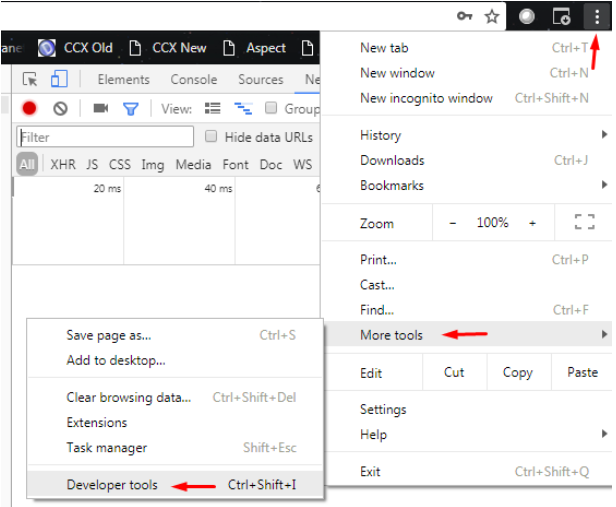 ane CCX Old CCX New Aspect
Elements Console Sources Ne
View: Group
Filter Hide data URLs
All XHR JS CSS Img Media Font Doc WS
20 ms 40 ms 6
New tab Ctrl+T
New window Ctrl+N
New incognito window Ctrl+Shift+N
History
Downloads Ctrl+J
Bookmarks
Zoom - 100% +
Print... Ctrl+P
Cast...
Find... Ctrl+F
More tools
Edit Cut Copy Paste
Settings
Help
Exit Ctrl+Shift+Q
Save page as... Ctrl+S
Add to desktop...
Clear browsing data... Ctrl+Shift+Del
Extensions
Task manager Shift+Esc
Developer tools Ctrl+Shift+I